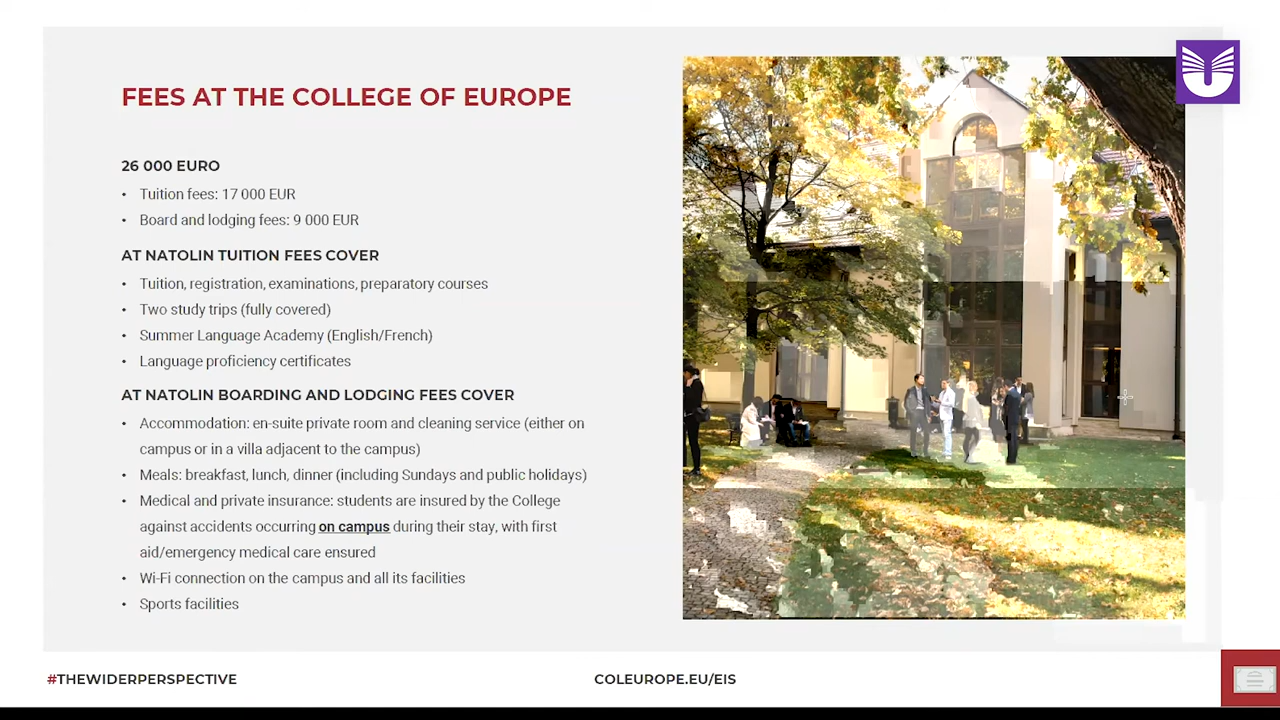 FEES AT THE COLLEGE OF EUROPE
26 000 EURO
• Tuition fees: 17 000 EUR
• Board and lodging fees: 9 000 EUR
AT NATOLIN TUITION FEES COVER
• Tuition, registration, examinations, preparatory courses
• Two study trips (fully covered)
• Summer Language Academy (English/French)
• Language proficiency certificates
AT NATOLIN BOARDING AND LODGING FEES COVER
• Accommodation: en-suite private room and cleaning service (either on
campus or in a villa adjacent to the campus)
• Meals: breakfast, lunch, dinner (including Sundays and public holidays)
• Medical and private insurance: students are insured by the College
against accidents occurring on campus during their stay, with first
aid/emergency medical care ensured
• Wi-Fi connection on the campus and all its facilities
• Sports facilities
#THEWIDERPERSPECTIVE
COLEUROPE.EU/EIS